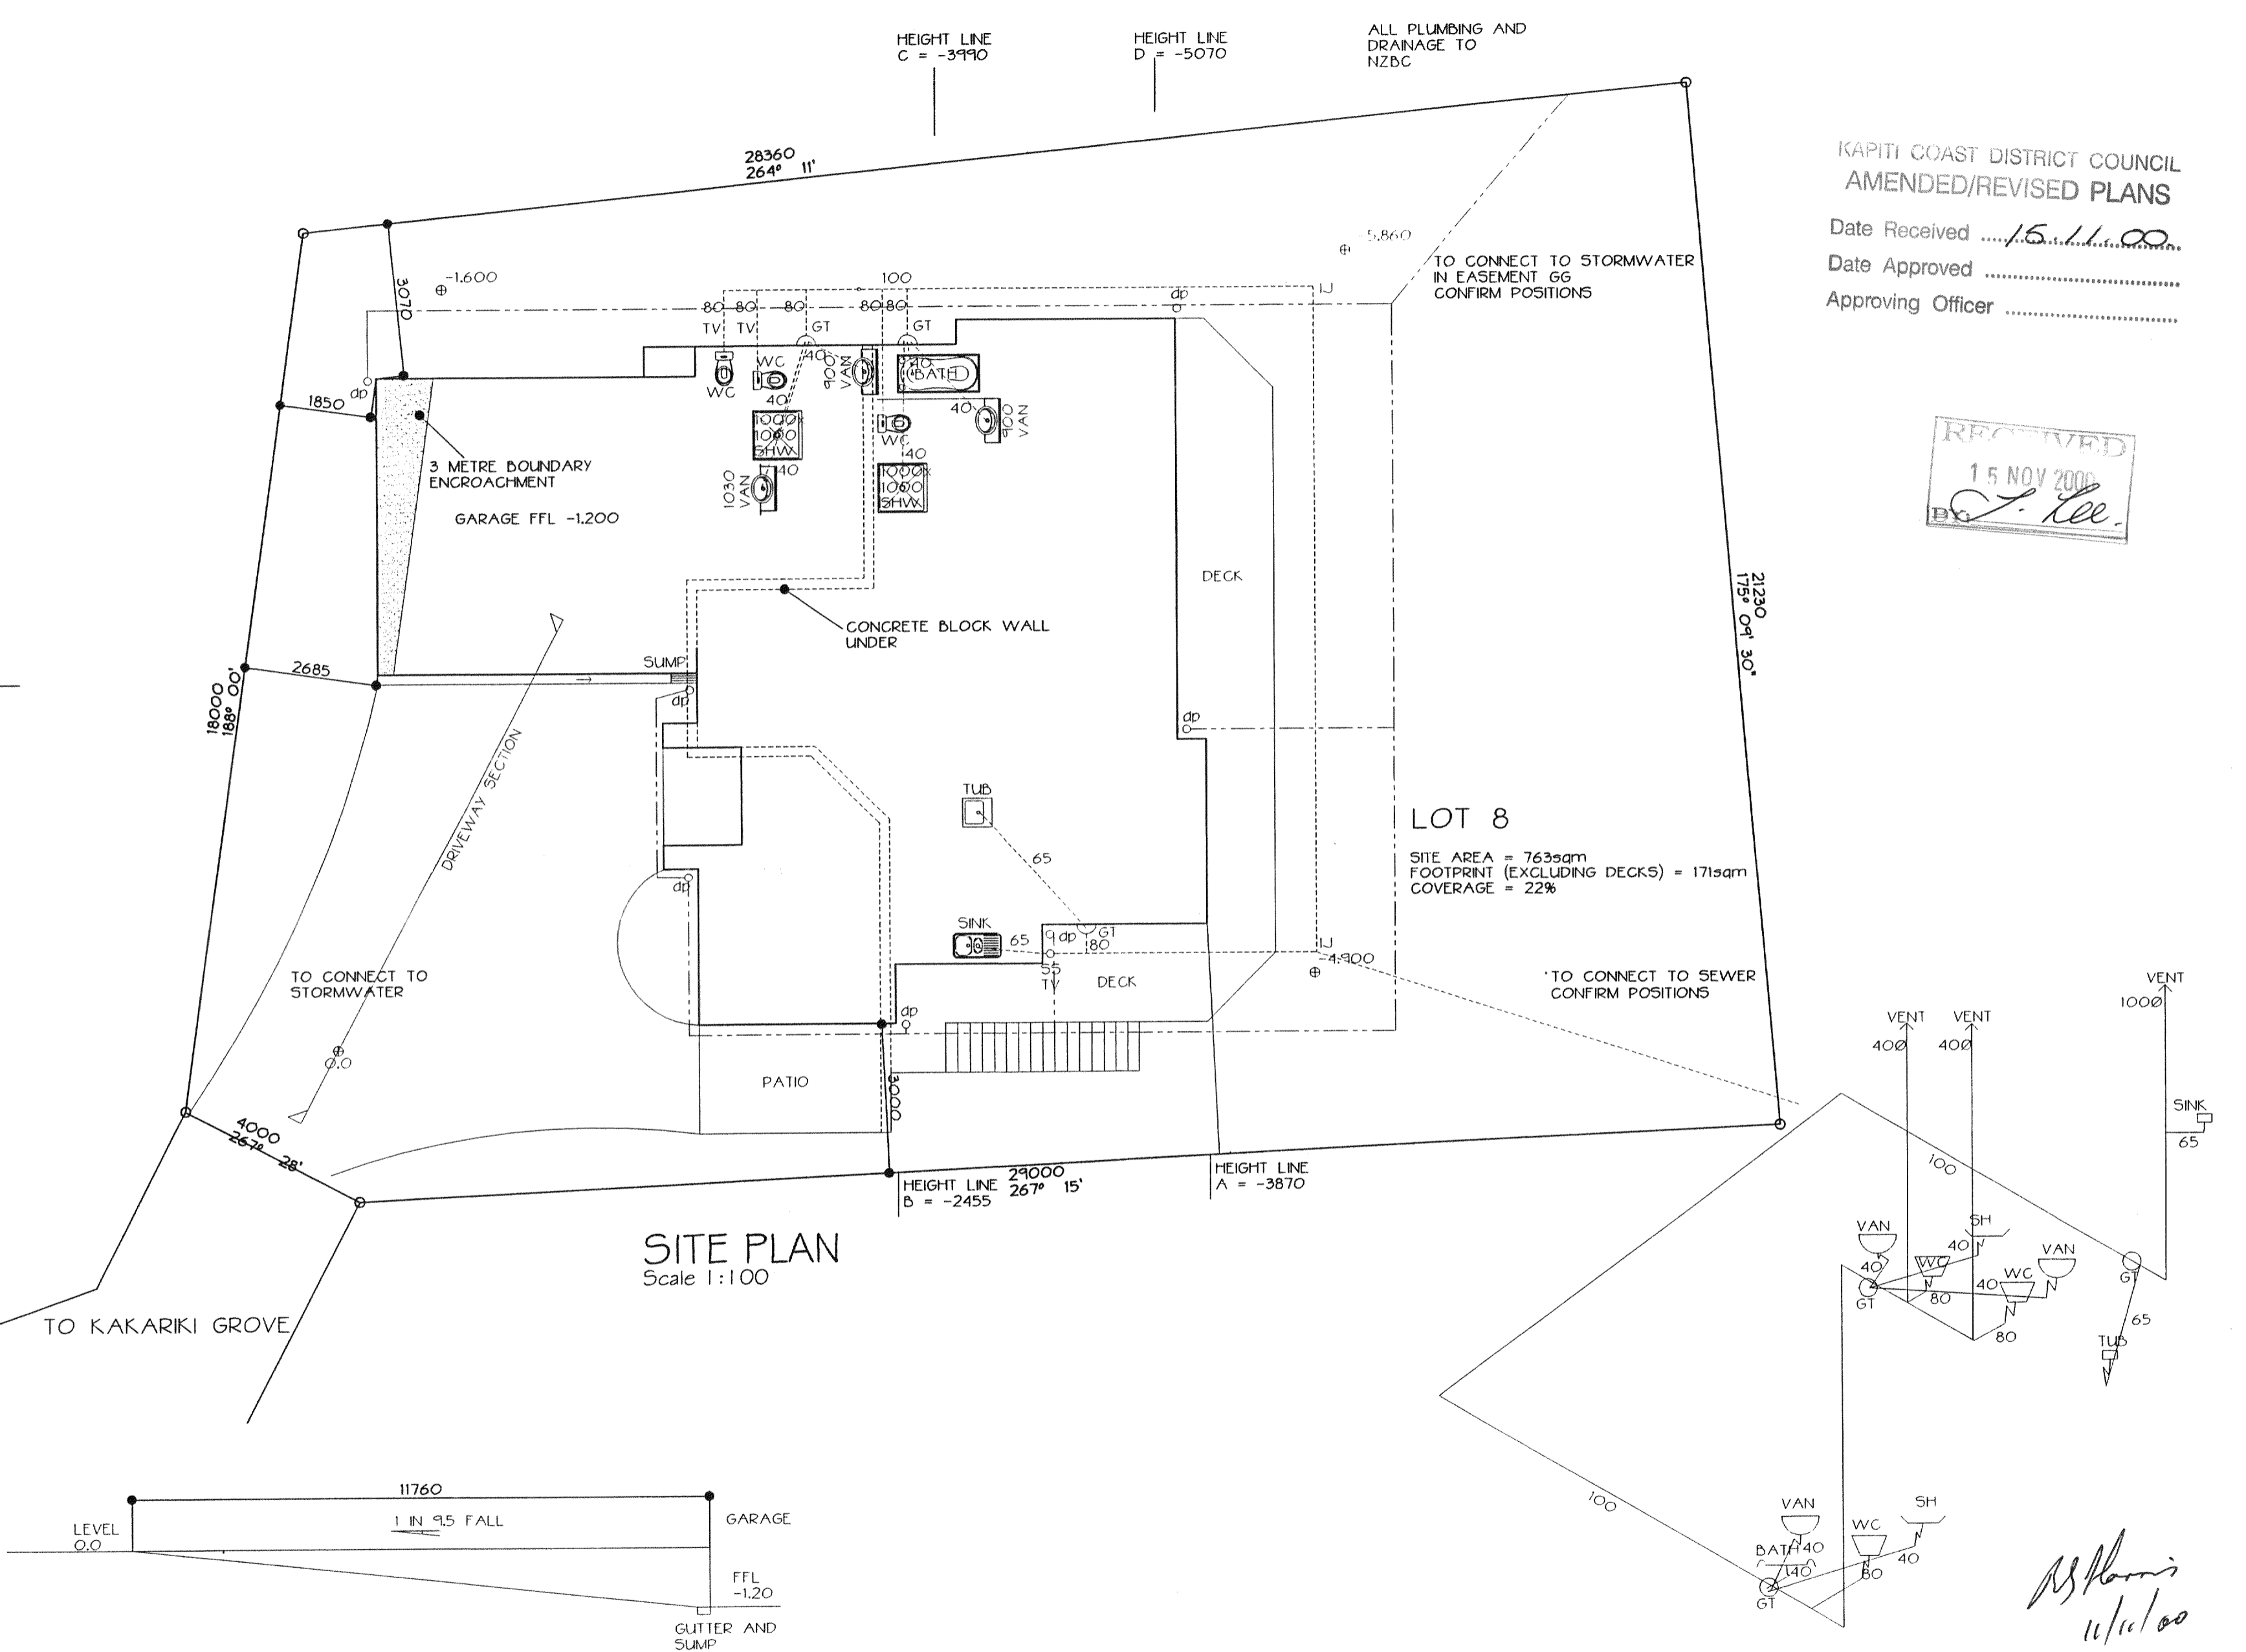 HEIGHT LINE
C = -3990
HEIGHT LINE
D = -5070
ALL PLUMBING AND
DRAINAGE TO
NZBC
KAPITI COAST DISTRICT COUNCIL
AMENDED/REVISED PLANS
Date Received 15.11.00.
Date Approved
Approving Officer
RECEIVED
15 NOV 2000
BY: J. Lee.
28360
264° 11'
3070
-1.600
100
-5.860
TO CONNECT TO STORMWATER
IN EASEMENT GG
CONFIRM POSITIONS
IJ
dp
80 80 80 80 80
TV TV GT GT
dp
1850
WC
WC
40
900
VAN
40
BATH
40
1000x
1000
SHW
40
1030
VAN
WC
40
900
VAN
40
1000x
1000
SHW
3 METRE BOUNDARY
ENCROACHMENT
GARAGE FFL -1.200
DECK
21230
175° 09' 30"
CONCRETE BLOCK WALL
UNDER
SUMP
2685
dp
dp
18000
188° 00'
DRIVEWAY SECTION
TUB
65
LOT 8
SITE AREA = 763sqm
FOOTPRINT (EXCLUDING DECKS) = 171sqm
COVERAGE = 22%
dp
SINK
65
dp
GT
80
IJ
-4.900
SS
TV
DECK
TO CONNECT TO
STORMWATER
TO CONNECT TO SEWER
CONFIRM POSITIONS
dp
0.0
PATIO
3000
4000
267° 28'
HEIGHT LINE
B = -2455
29000
267° 15'
HEIGHT LINE
A = -3870
SITE PLAN
Scale 1:100
TO KAKARIKI GROVE
VENT
1000
VENT
400
VENT
400
SINK
65
100
VAN
40
SH
40
WC
80
VAN
40
WC
80
GT
GT
65
TUB
100
VAN
40
BATH
40
WC
80
SH
40
GT
11760
1 IN 9.5 FALL
LEVEL
0.0
GARAGE
FFL
-1.20
GUTTER AND
SUMP
11/11/00